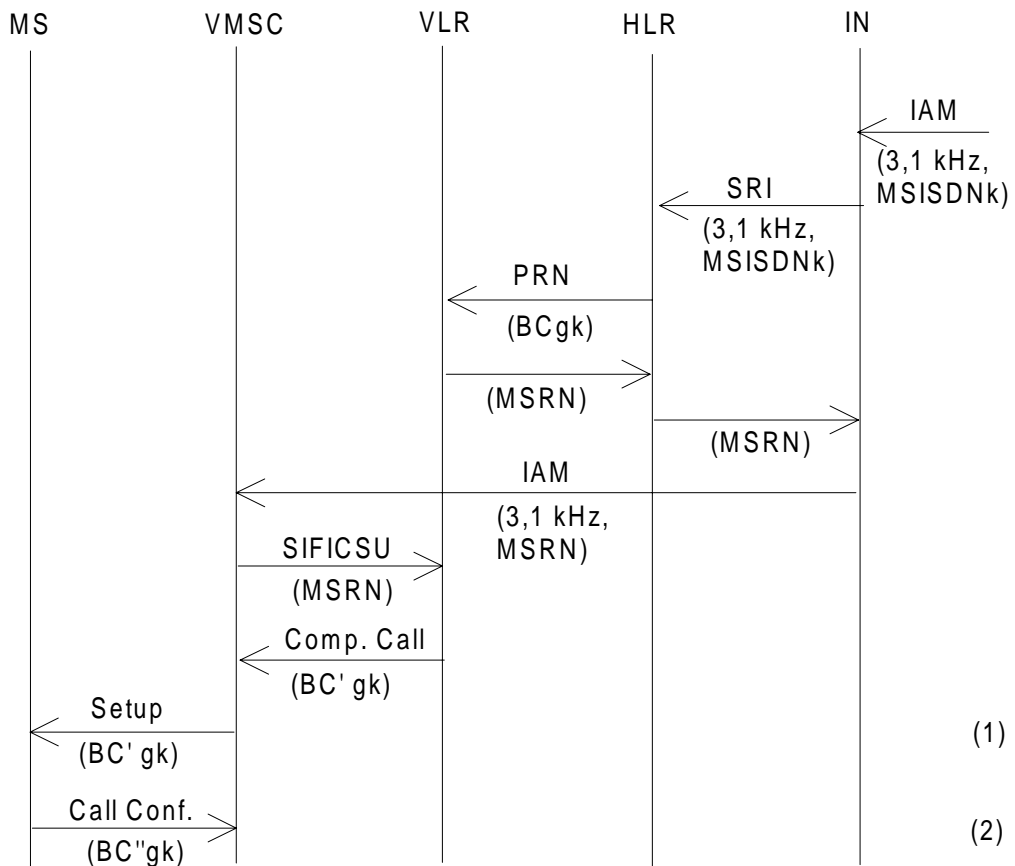 MS VMSC VLR HLR IN
IAM
(3,1 kHz,
MSISDNk)
SRI
(3,1 kHz,
MSISDNk)
PRN
(BCgk)
(MSRN)
(MSRN)
IAM
(3,1 kHz,
MSRN)
SIFICSU
(MSRN)
Comp. Call
(BC' gk)
Setup
(BC' gk)
(1)
Call Conf.
(BC"gk)
(2)